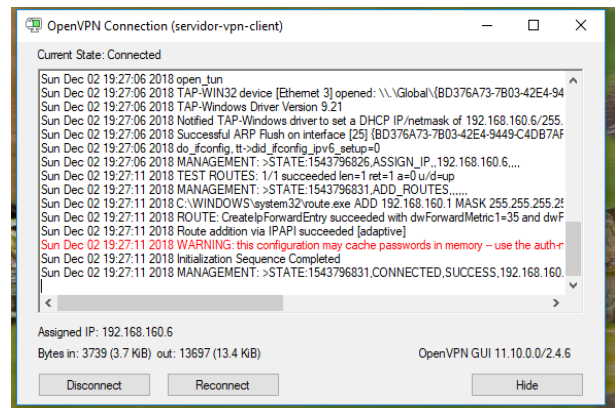 OpenVPN Connection (servidor-vpn-client)
Current State: Connected
Sun Dec 02 19:27:06 2018 open_tun
Sun Dec 02 19:27:06 2018 TAP-WIN32 device [Ethernet 3] opened: \\.\Global\{BD376A73-7B03-42E4-94
Sun Dec 02 19:27:06 2018 TAP-Windows Driver Version 9.21
Sun Dec 02 19:27:06 2018 Notified TAP-Windows driver to set a DHCP IP/netmask of 192.168.160.6/255.
Sun Dec 02 19:27:06 2018 Successful ARP Flush on interface [25] {BD376A73-7B03-42E4-9449-C4DB7AF
Sun Dec 02 19:27:06 2018 do_ifconfig, tt->did_ifconfig_ipv6_setup=0
Sun Dec 02 19:27:06 2018 MANAGEMENT: >STATE:1543796826,ASSIGN_IP,,192.168.160.6,,,,
Sun Dec 02 19:27:11 2018 TEST ROUTES: 1/1 succeeded len=1 ret=1 a=0 u/d=up
Sun Dec 02 19:27:11 2018 MANAGEMENT: >STATE:1543796831,ADD_ROUTES,,,,,,
Sun Dec 02 19:27:11 2018 C:\WINDOWS\system32\route.exe ADD 192.168.160.1 MASK 255.255.255.25
Sun Dec 02 19:27:11 2018 ROUTE: CreateIpForwardEntry succeeded with dwForwardMetric1=35 and dwF
Sun Dec 02 19:27:11 2018 Route addition via IPAPI succeeded [adaptive]
Sun Dec 02 19:27:11 2018 WARNING: this configuration may cache passwords in memory -- use the auth-n
Sun Dec 02 19:27:11 2018 Initialization Sequence Completed
Sun Dec 02 19:27:11 2018 MANAGEMENT: >STATE:1543796831,CONNECTED,SUCCESS,192.168.160.
Assigned IP: 192.168.160.6
Bytes in: 3739 (3.7 KiB) out: 13697 (13.4 KiB) OpenVPN GUI 11.10.0.0/2.4.6
Disconnect Reconnect Hide